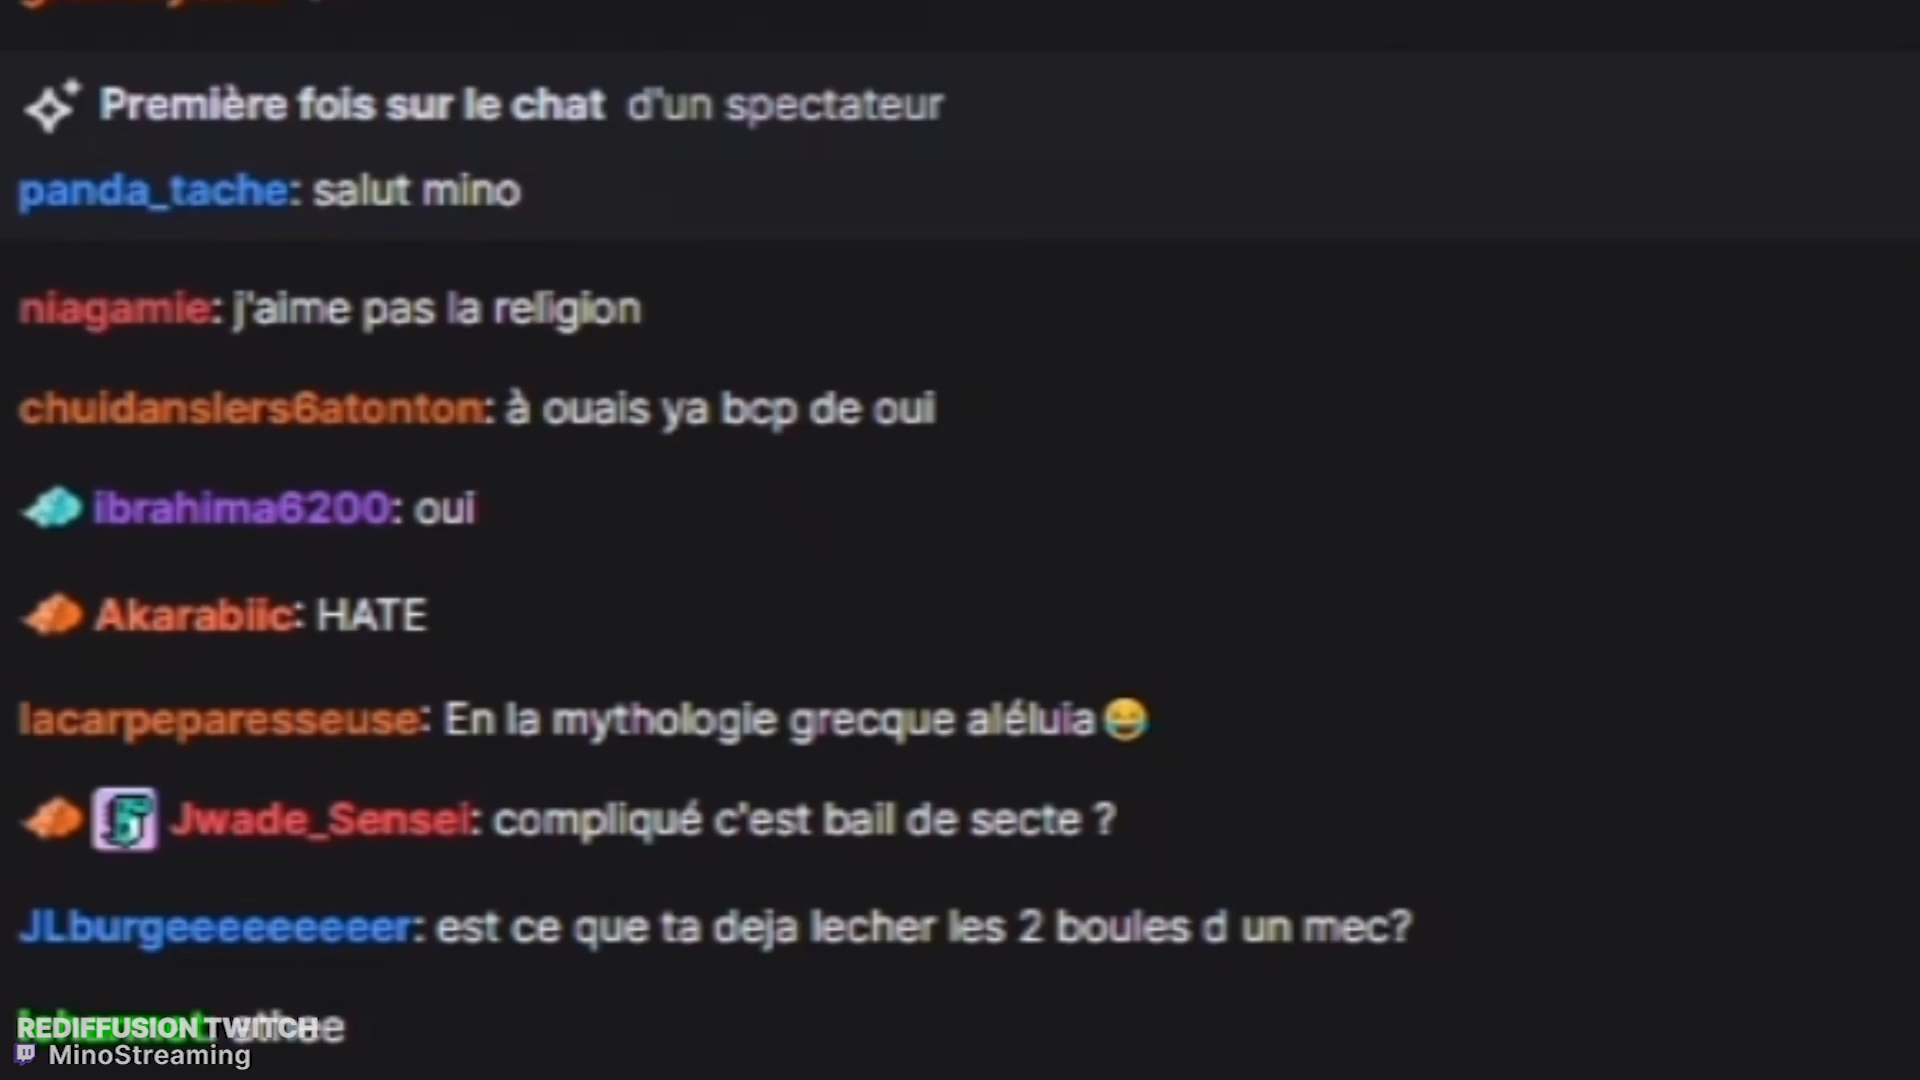 Première fois sur le chat d'un spectateur
panda_tache: salut mino
niagamie: j'aime pas la religion
chuidanslers6atonton: à ouais ya bcp de oui
ibrahima6200: oui
Akarabiic: HATE
lacarpeparesseuse: En la mythologie grecque aléluia😂
Jwade_Sensei: compliqué c'est bail de secte ?
JLburgeeeeeeeeer: est ce que ta deja lecher les 2 boules d un mec?
REDIFFUSION TWITCH
MinoStreaming